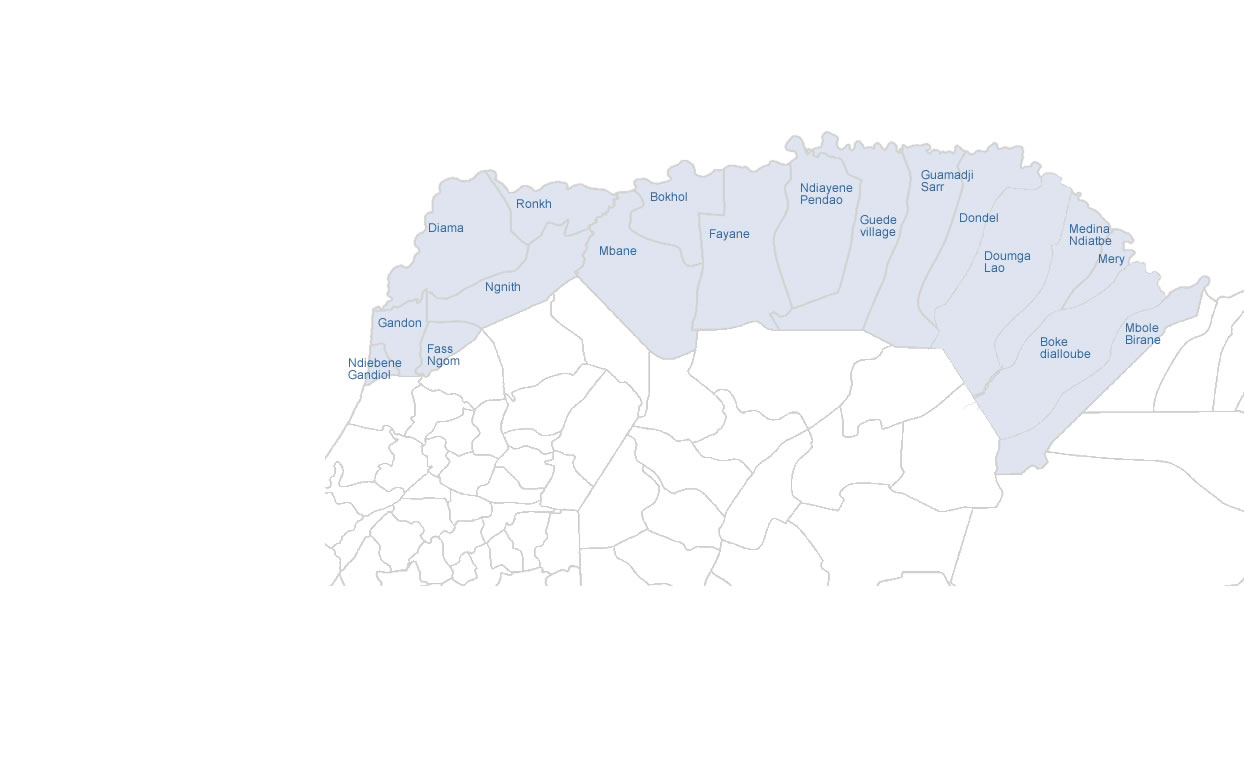 Diama
Ronkh
Bokhol
Mbane
Fayane
Ngnith
Gandon
Fass
Ngom
Ndiebene
Gandiol
Ndiayene
Pendao
Guede
village
Guamadji
Sarr
Dondel
Doumga
Lao
Medina
Ndiatbe
Mery
Boke
dialloube
Mbole
Birane